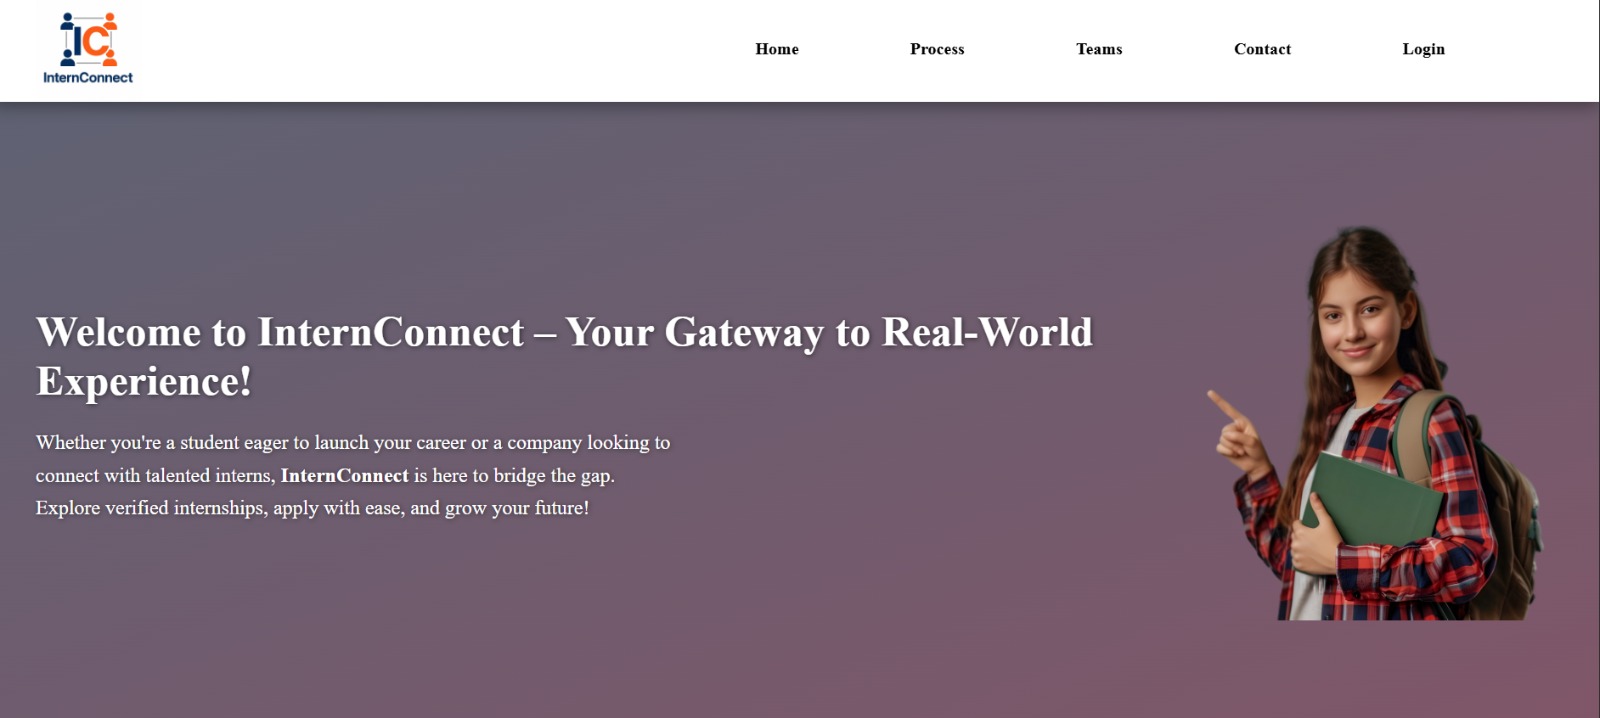 IC
InternConnect
Home Process Teams Contact Login
Welcome to InternConnect – Your Gateway to Real-World
Experience!
Whether you're a student eager to launch your career or a company looking to
connect with talented interns, InternConnect is here to bridge the gap.
Explore verified internships, apply with ease, and grow your future!